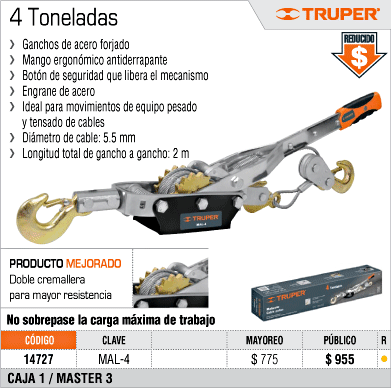 4 Toneladas
TRUPER®
REDUCIDO
$
› Ganchos de acero forjado
› Mango ergonómico antiderrapante
› Botón de seguridad que libera el mecanismo
› Engrane de acero
› Ideal para movimientos de equipo pesado
y tensado de cables
› Diámetro de cable: 5.5 mm
› Longitud total de gancho a gancho: 2 m
TRUPER
MAL-4
PRODUCTO MEJORADO
Doble cremallera
para mayor resistencia
TRUPER
No sobrepase la carga máxima de trabajo
CÓDIGO CLAVE MAYOREO PÚBLICO R
14727 MAL-4 $ 775 $ 955
CAJA 1 / MASTER 3